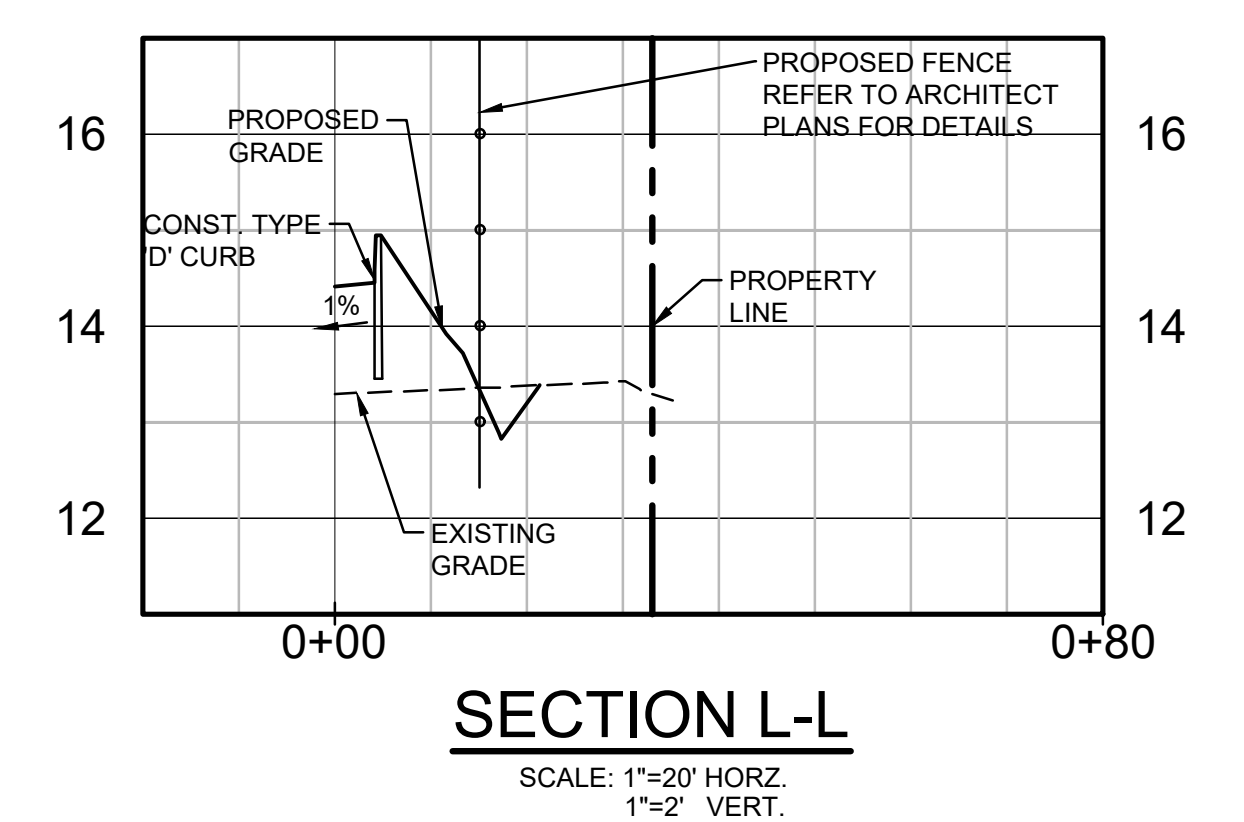 PROPOSED FENCE
REFER TO ARCHITECT
PLANS FOR DETAILS
16
PROPOSED
GRADE
16
CONST. TYPE
'D' CURB
1%
PROPERTY
LINE
14
14
12
EXISTING
GRADE
12
0+00
0+80
SECTION L-L
SCALE: 1"=20' HORZ.
1"=2' VERT.